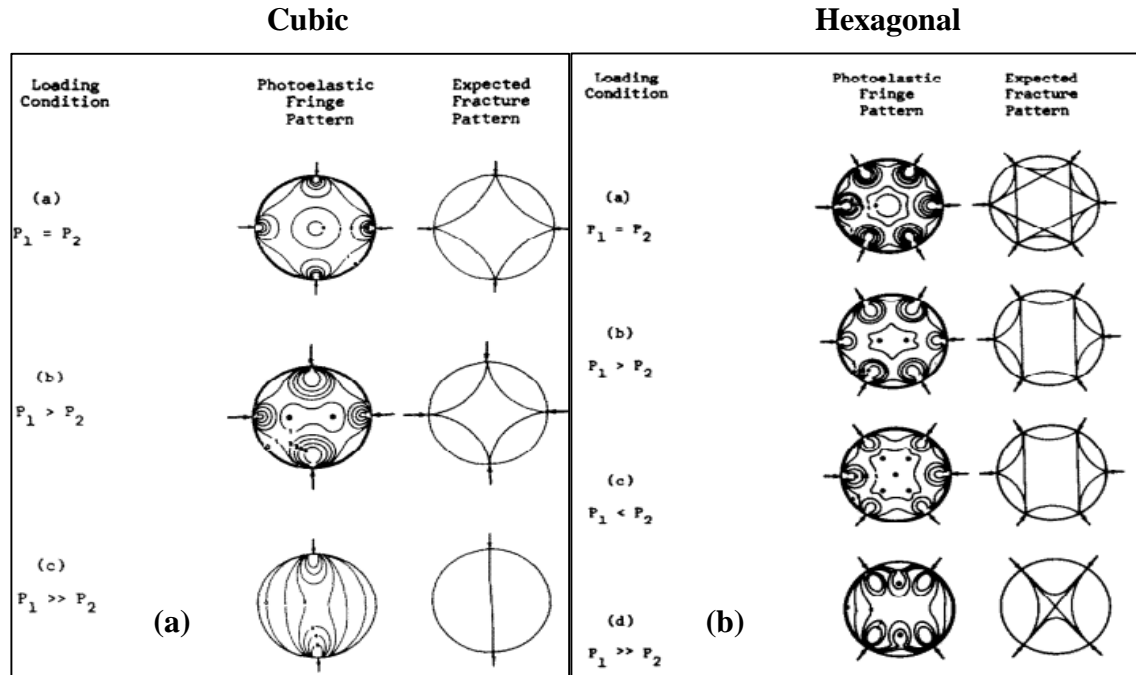 Cubic
Hexagonal
Loading
Condition
Photoelastic
Fringe
Pattern
Expected
Fracture
Pattern
(a)
P₁ = P₂
(b)
P₁ > P₂
(c)
P₁ >> P₂
(a)
Loading
Condition
Photoelastic
Fringe
Pattern
Expected
Fracture
Pattern
(a)
P₁ = P₂
(b)
P₁ > P₂
(c)
P₁ < P₂
(d)
P₁ >> P₂
(b)